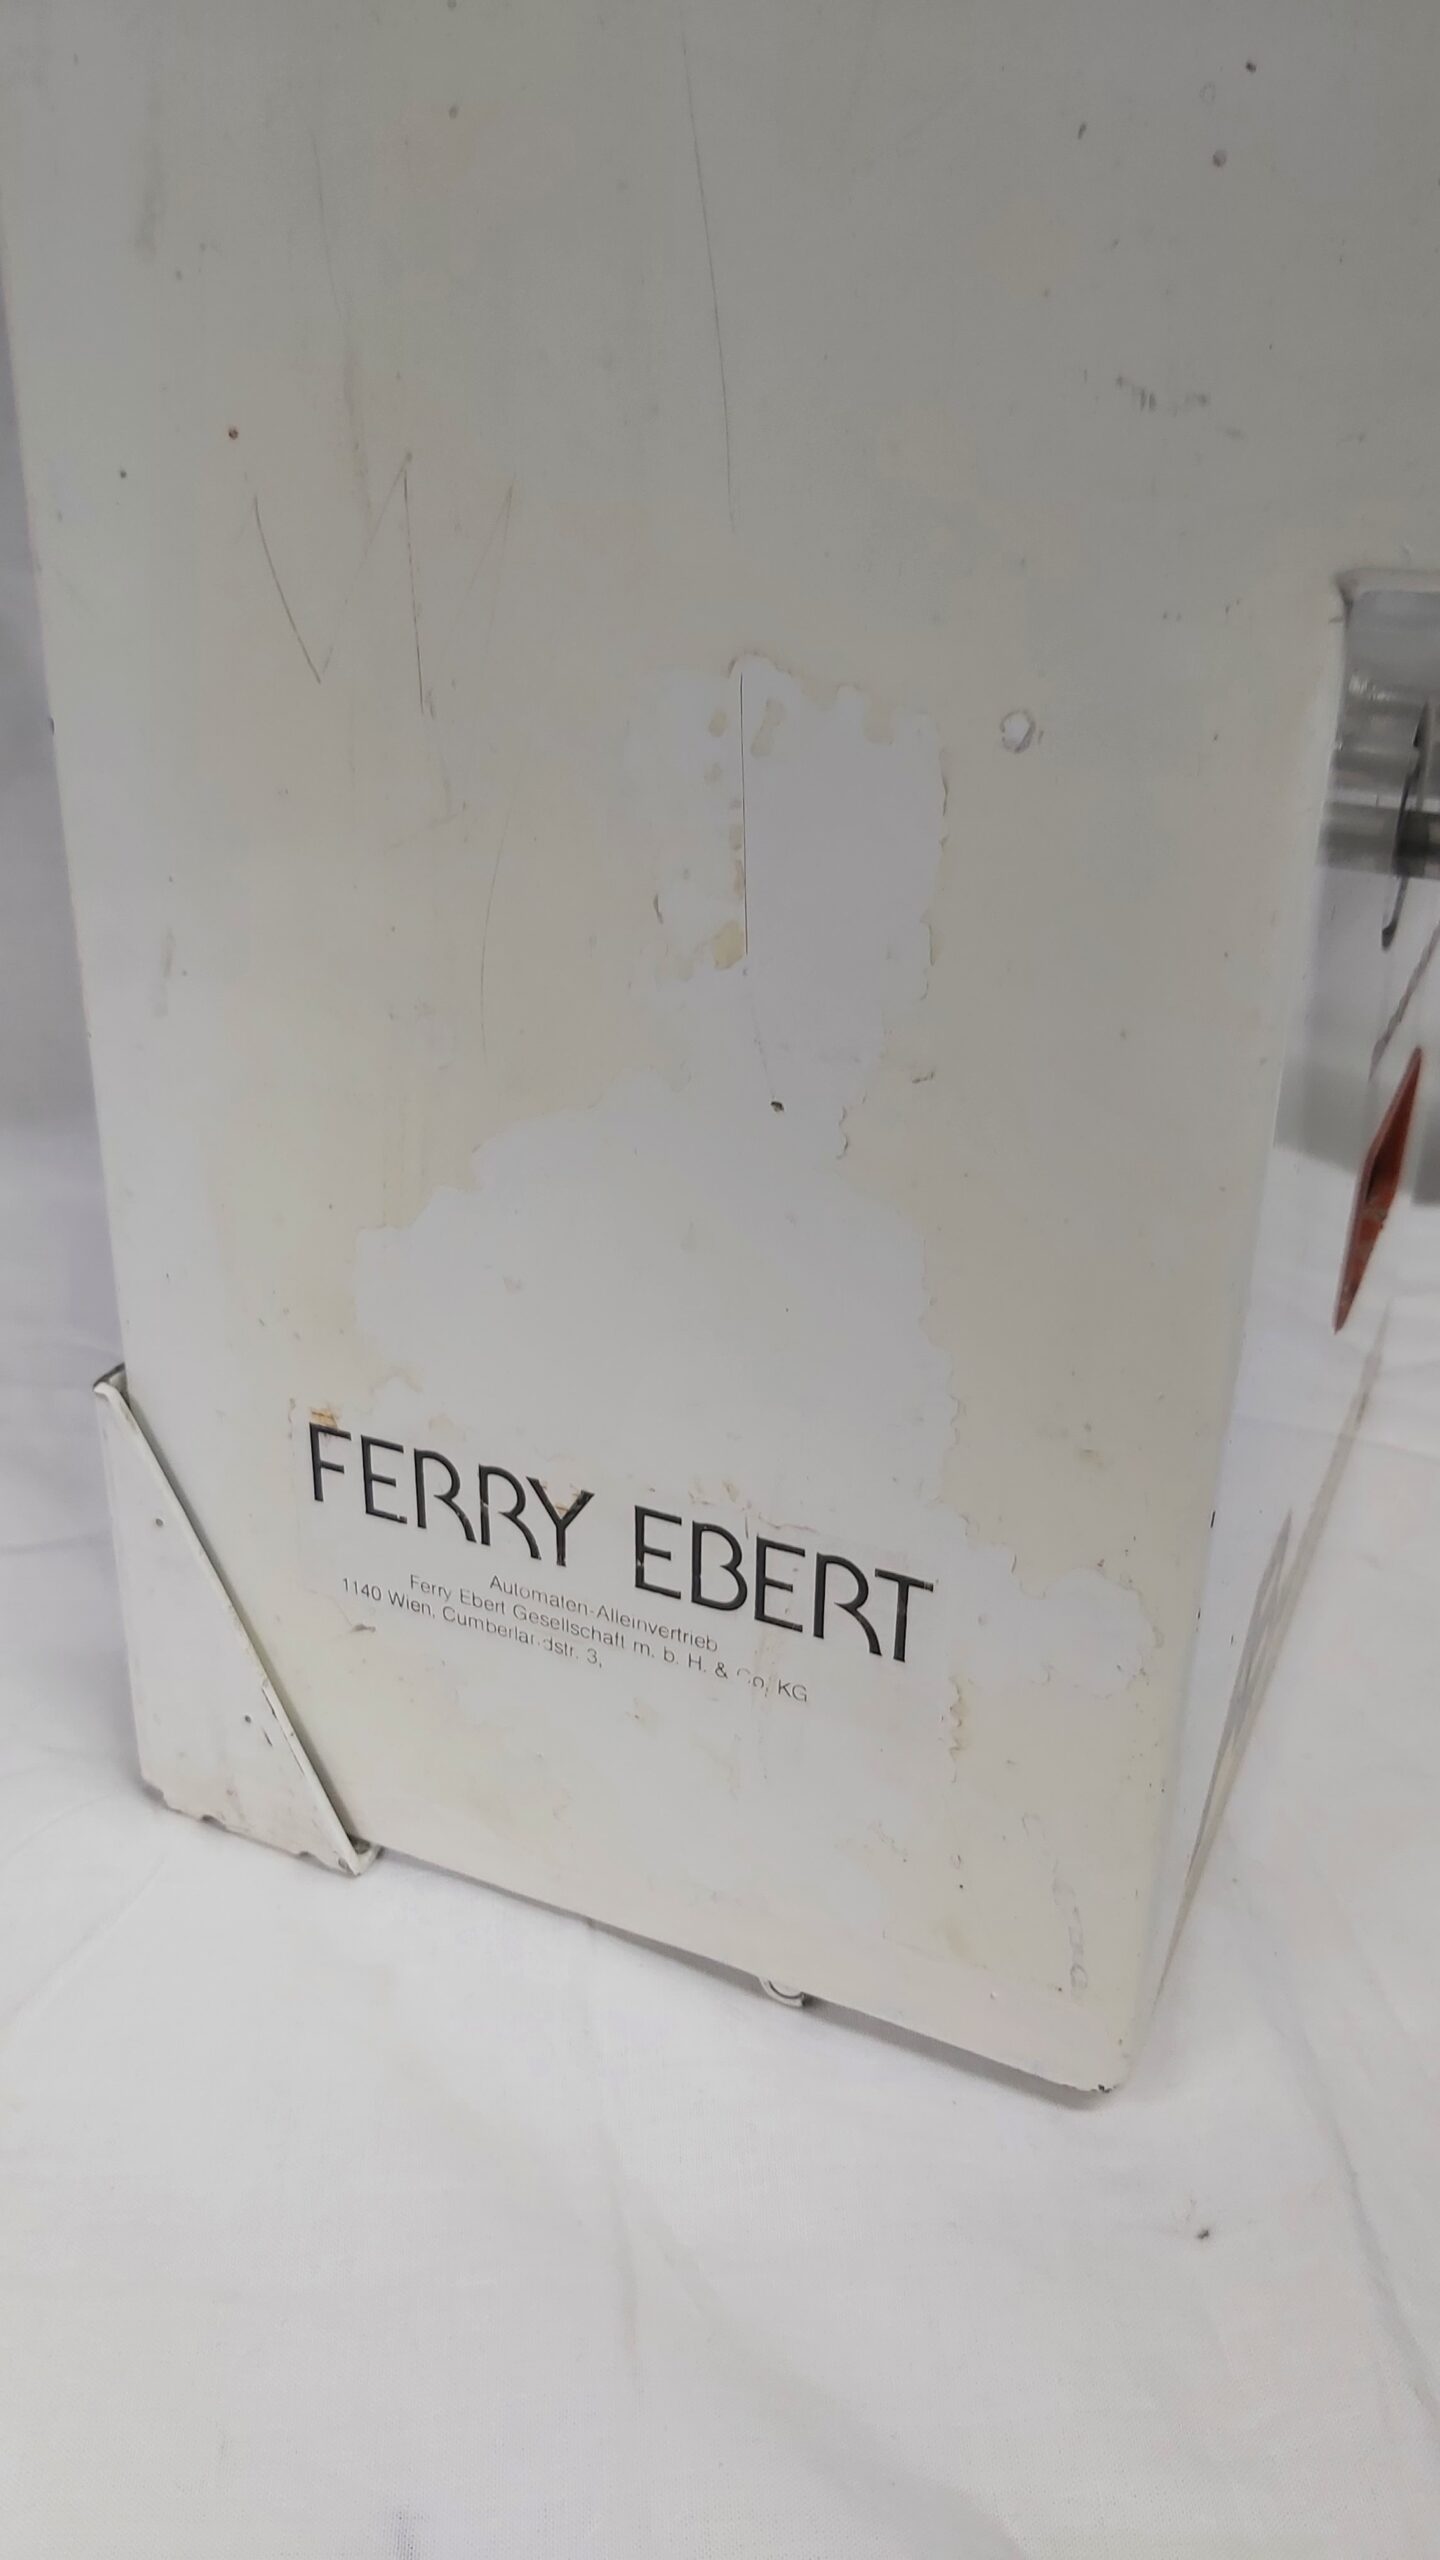 FERRY EBERT
Automaten-Alleinvertrieb
Ferry Ebert Gesellschaft m. b. H. & Co. KG
1140 Wien, Cumberlandstr. 3,